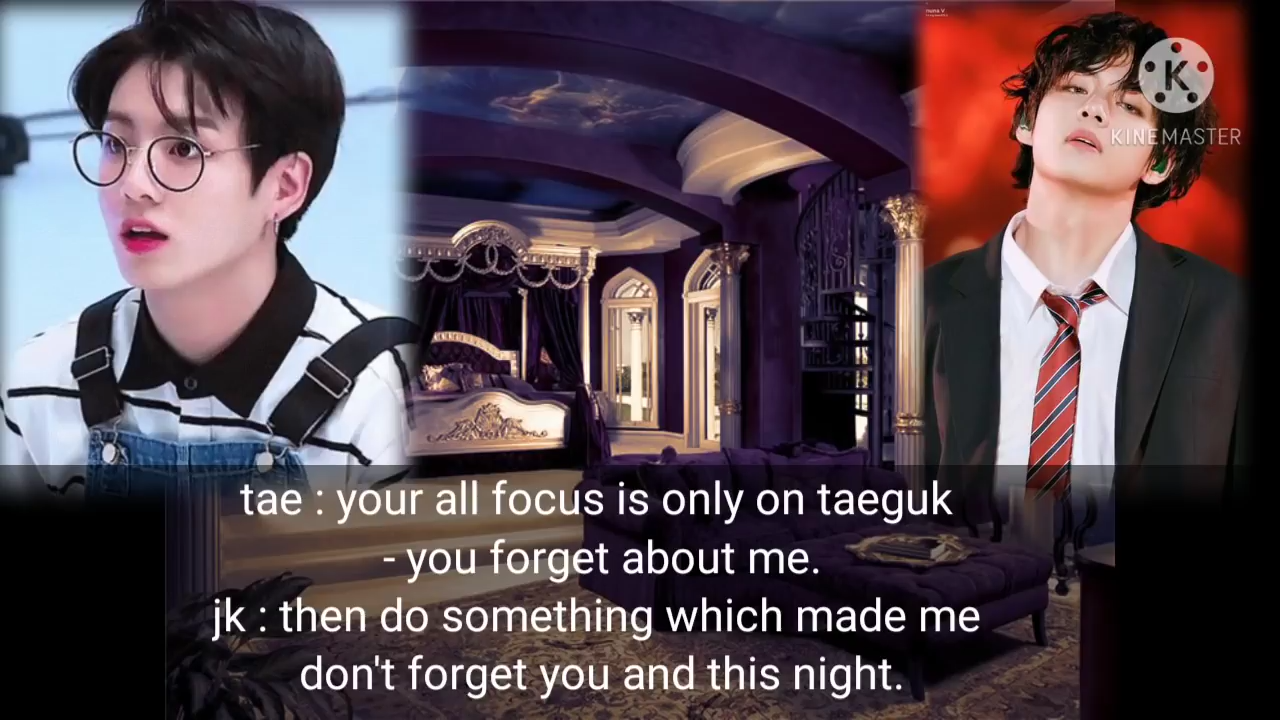 KINEMASTER
tae : your all focus is only on taeguk
- you forget about me.
jk : then do something which made me
don't forget you and this night.